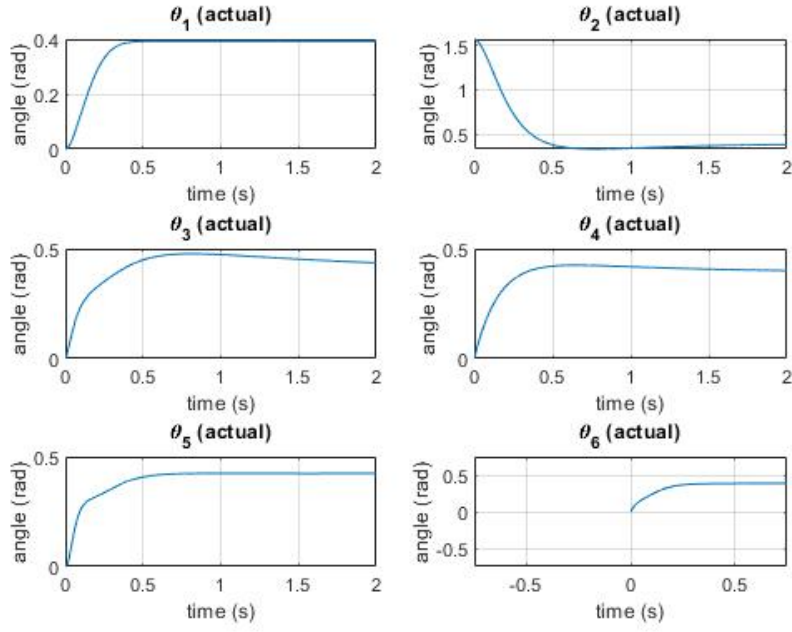 θ1 (actual)
angle (rad)
0.4
0.2
0
0 0.5 1 1.5 2
time (s)
θ2 (actual)
angle (rad)
1.5
1
0.5
0 0.5 1 1.5 2
time (s)
θ3 (actual)
angle (rad)
0.5
0
0 0.5 1 1.5 2
time (s)
θ4 (actual)
angle (rad)
0.5
0
0 0.5 1 1.5 2
time (s)
θ5 (actual)
angle (rad)
0.5
0
0 0.5 1 1.5 2
time (s)
θ6 (actual)
angle (rad)
0.5
0
-0.5
-0.5 0 0.5
time (s)